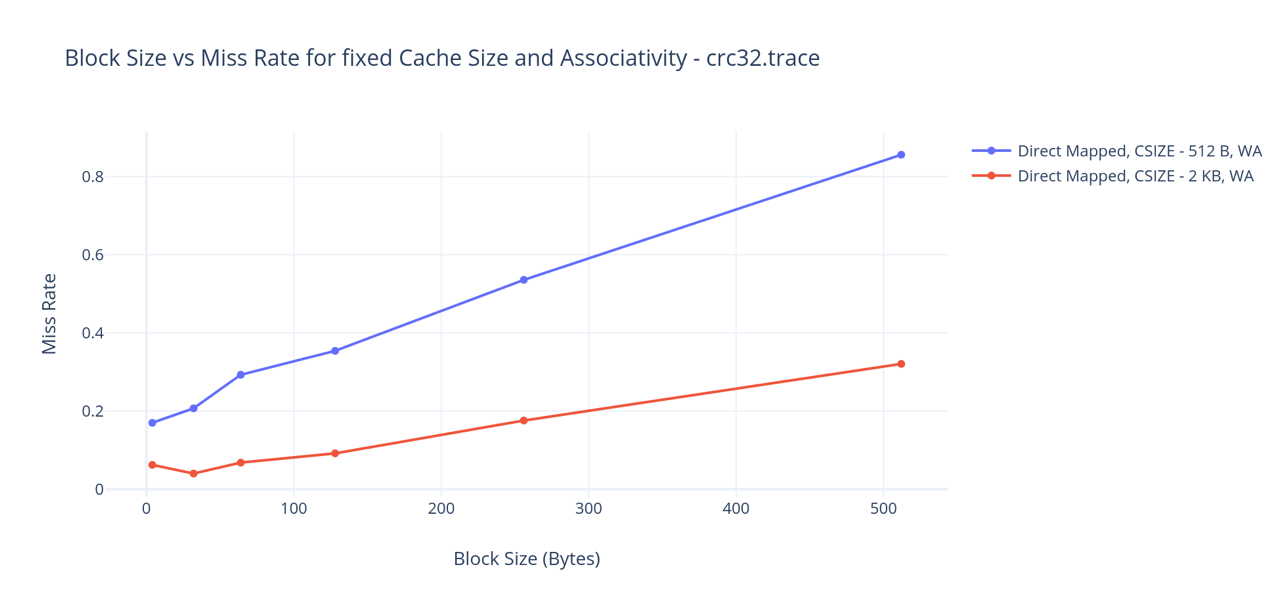 Block Size vs Miss Rate for fixed Cache Size and Associativity - crc32.trace
Direct Mapped, CSIZE - 512 B, WA
Direct Mapped, CSIZE - 2 KB, WA
Miss Rate
0.8
0.6
0.4
0.2
0
0 100 200 300 400 500
Block Size (Bytes)